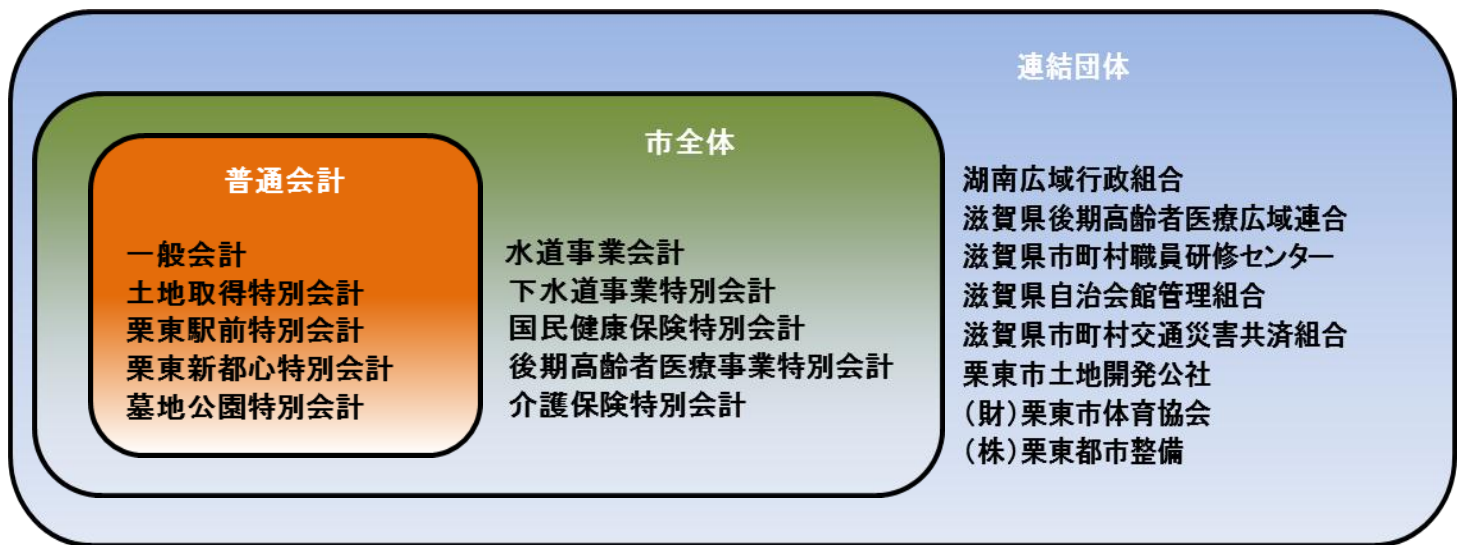 連結団体
市全体
普通会計
一般会計
土地取得特別会計
栗東駅前特別会計
栗東新都心特別会計
墓地公園特別会計
水道事業会計
下水道事業特別会計
国民健康保険特別会計
後期高齢者医療事業特別会計
介護保険特別会計
湖南広域行政組合
滋賀県後期高齢者医療広域連合
滋賀県市町村職員研修センター
滋賀県自治会館管理組合
滋賀県市町村交通災害共済組合
栗東市土地開発公社
(財)栗東市体育協会
(株)栗東都市整備